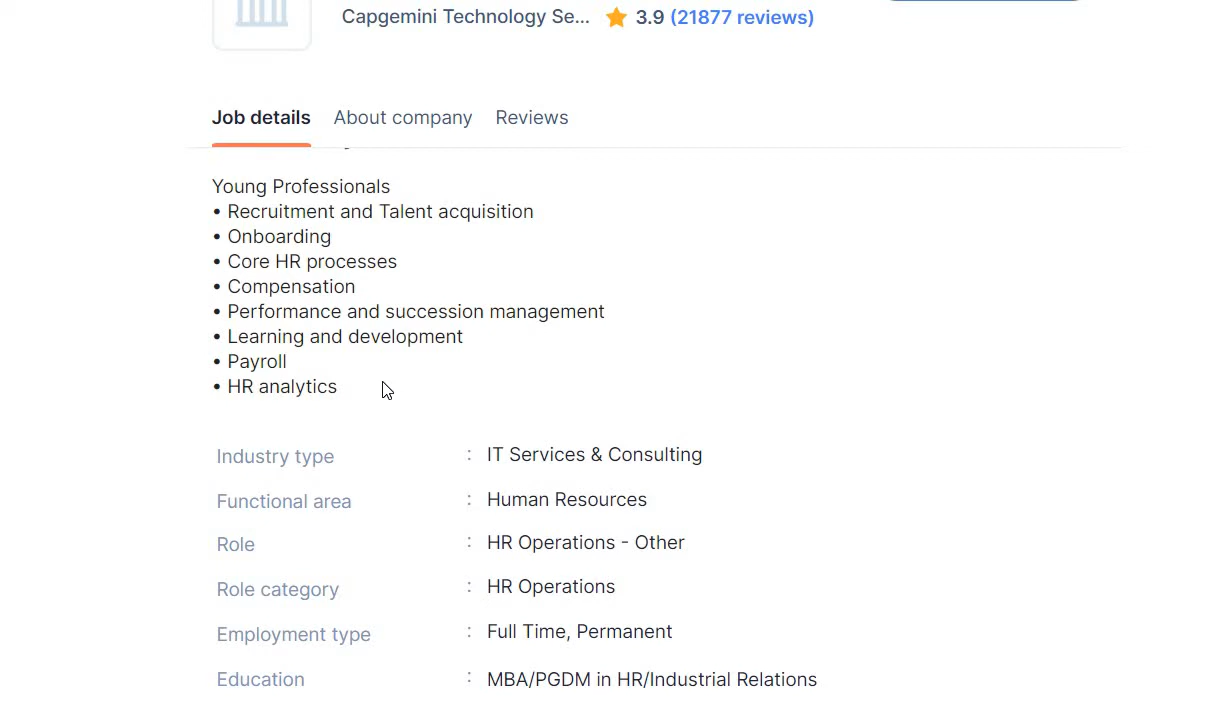 Capgemini Technology Se... 3.9 (21877 reviews)
Job details About company Reviews
Young Professionals
• Recruitment and Talent acquisition
• Onboarding
• Core HR processes
• Compensation
• Performance and succession management
• Learning and development
• Payroll
• HR analytics
Industry type : IT Services & Consulting
Functional area : Human Resources
Role : HR Operations - Other
Role category : HR Operations
Employment type : Full Time, Permanent
Education : MBA/PGDM in HR/Industrial Relations